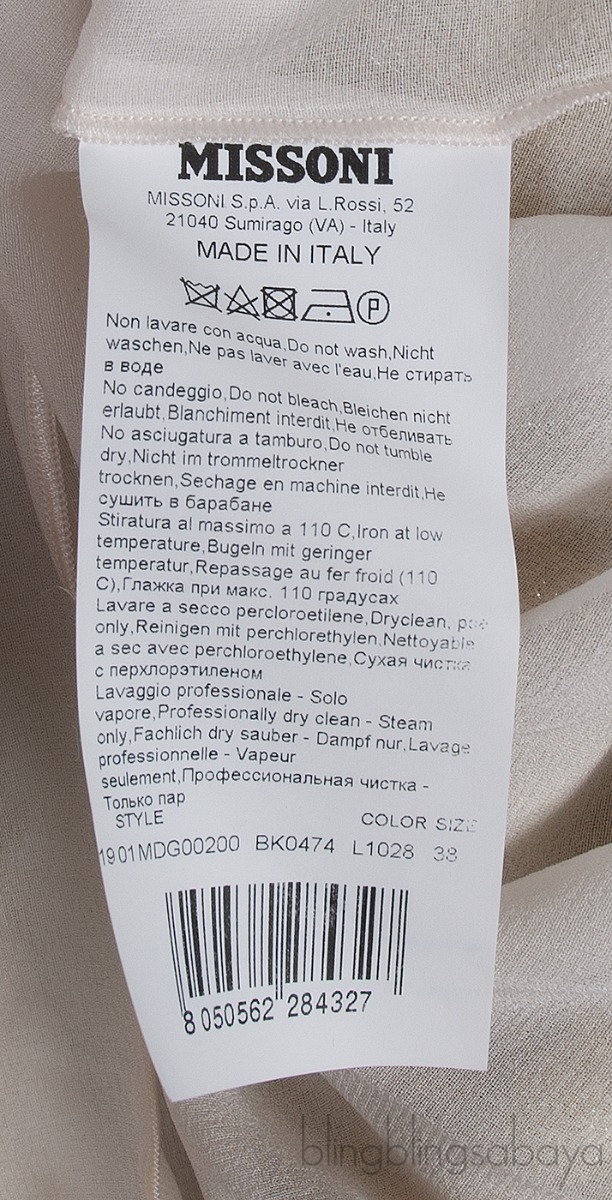 MISSONI
MISSONI S.p.A. via L.Rossi, 52
21040 Sumirago (VA) - Italy
MADE IN ITALY
P
Non lavare con acqua,Do not wash,Nicht
waschen,Ne pas laver avec l'eau,Не стирать
в воде
No candeggio,Do not bleach,Bleichen nicht
erlaubt,Blanchiment interdit,Не отбеливать
No asciugatura a tamburo,Do not tumble
dry,Nicht im trommeltrockner
trocknen,Sechage en machine interdit,Не
сушить в барабане
Stiratura al massimo a 110 C,Iron at low
temperature,Bugeln mit geringer
temperatur,Repassage au fer froid (110
C),Глажка при макс. 110 градусах
Lavare a secco percloroetilene,Dryclean,
only,Reinigen mit perchlorethylen,Nettoyable
a sec avec perchloroethylene,Сухая чистка
с перхлорэтиленом
Lavaggio professionale - Solo
vapore,Professionally dry clean - Steam
only,Fachlich dry sauber - Dampf nur,Lavage
professionnelle - Vapeur
seulement,Профессиональная чистка -
Только пар
STYLE COLOR SIZE
1901MDG00200 BK0474 L1028 38
8 050562 284327
blingblingsabaya